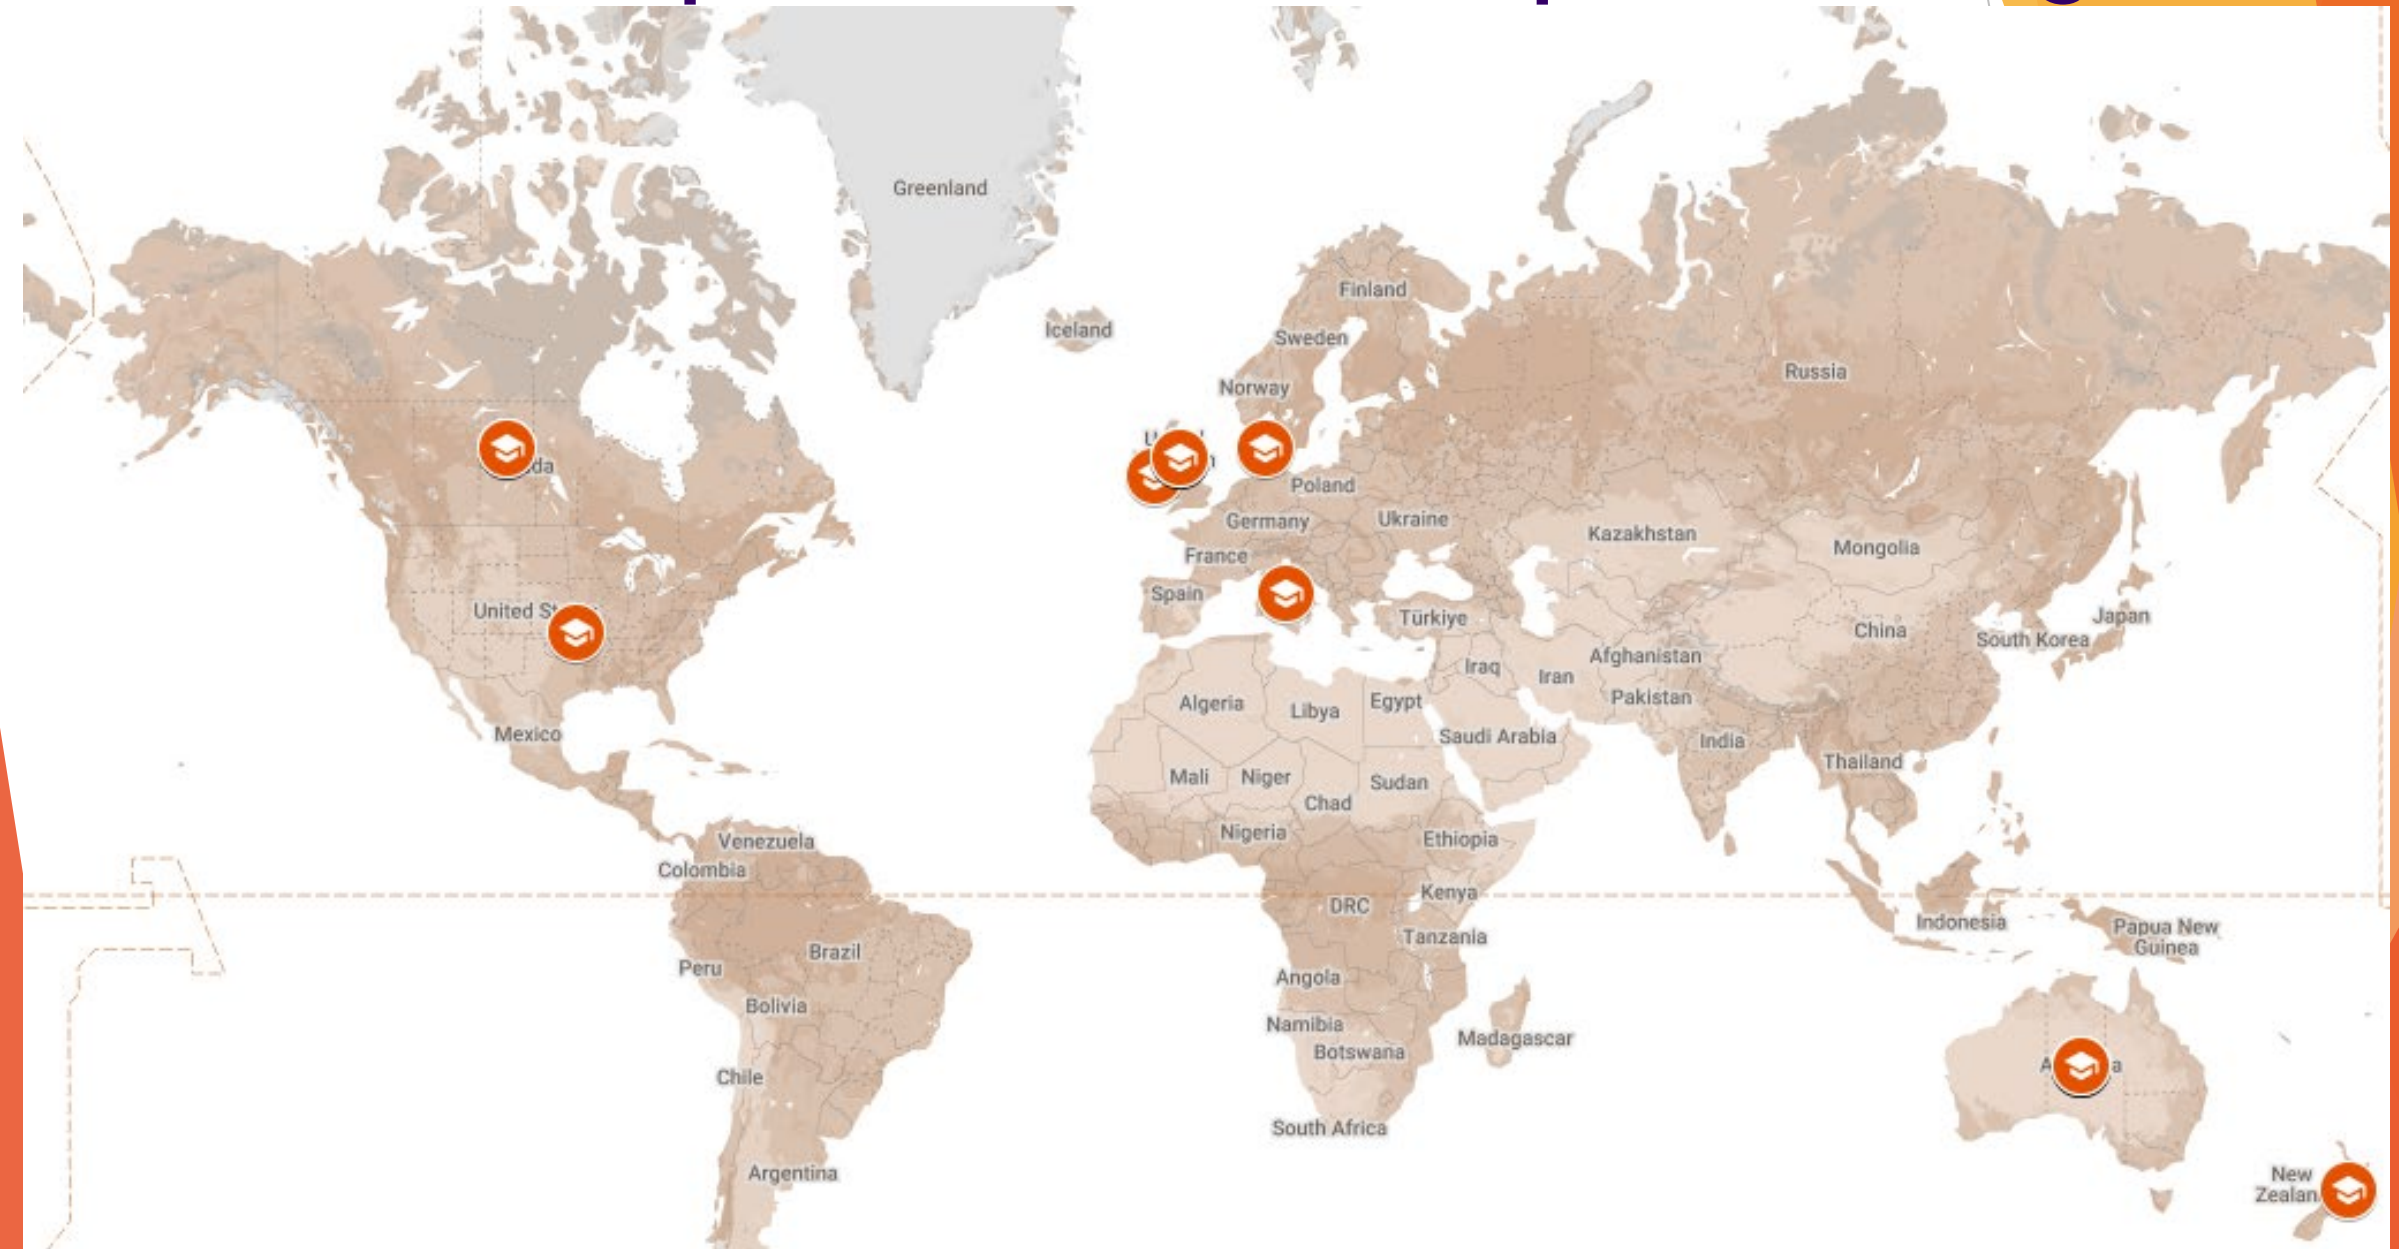 Greenland
Finland
Iceland
Sweden
Russia
Norway
Poland
Germany
Ukraine
Kazakhstan
Mongolia
France
Spain
Türkiye
United St
Japan
China
South Korea
Afghanistan
Iraq
Iran
Pakistan
Algeria
Libya
Egypt
Mexico
Saudi Arabia
India
Thailand
Mali
Niger
Sudan
Chad
Nigeria
Ethiopia
Venezuela
Colombia
Kenya
DRC
Indonesia
Papua New
Guinea
Tanzania
Brazil
Peru
Angola
Bolivia
Namibia
Madagascar
Botswana
Chile
South Africa
Argentina
New
Zealan